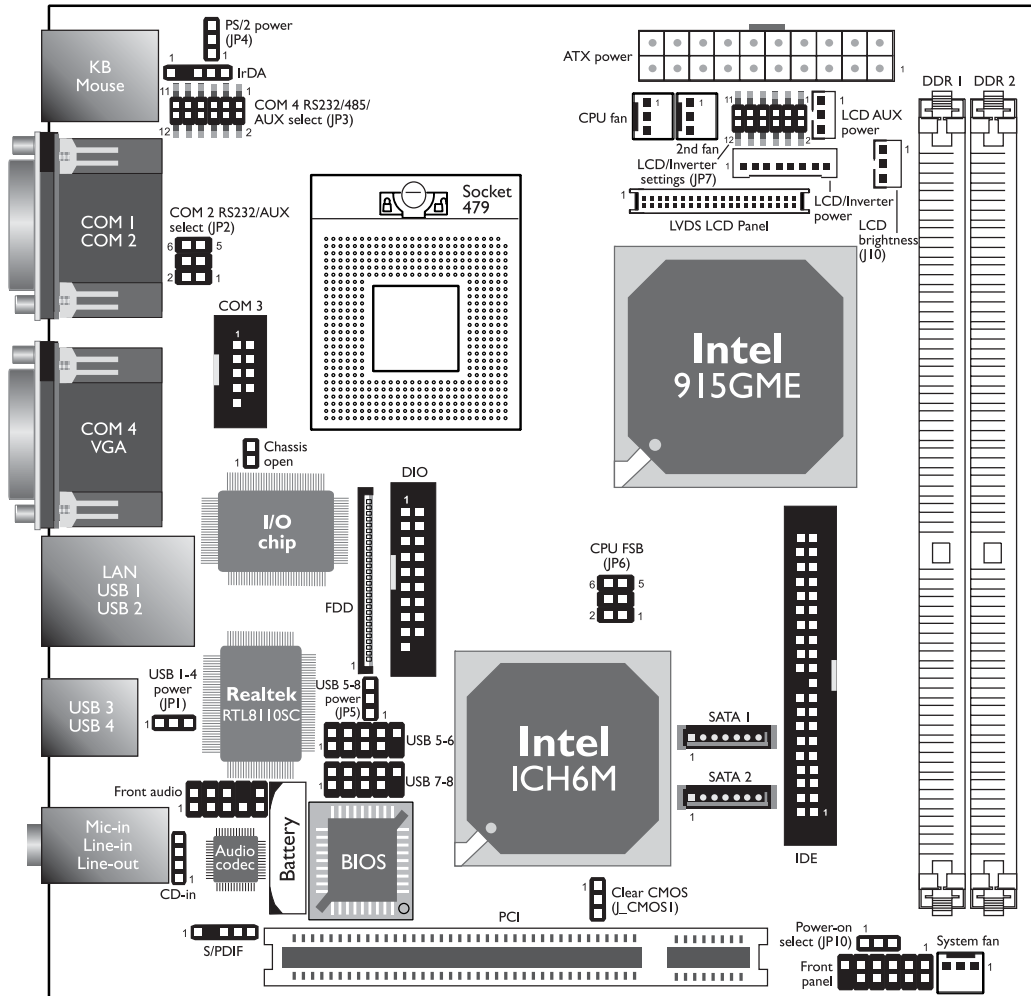 PS/2 power
(JP4)
1
1
IrDA
KB
Mouse
11
1
COM 4 RS232/485/
AUX select (JP3)
12
2
ATX power
1
DDR 1
DDR 2
CPU fan
1
1
2nd fan
11
1
12
2
1
LCD AUX
power
LCD/Inverter
settings (JP7)
1
LCD/Inverter
power
1
LVDS LCD Panel
1
LCD
brightness
(J10)
Socket
479
COM 1
COM 2
COM 2 RS232/AUX
select (JP2)
6
5
2
1
COM 3
1
Intel
915GME
COM 4
VGA
Chassis
open
1
DIO
1
I/O
chip
FDD
1
LAN
USB 1
USB 2
CPU FSB
(JP6)
6
5
2
1
USB 1-4
power
(JP1)
1
Realtek
RTL8110SC
USB 5-8
power
(JP5)
1
USB 3
USB 4
USB 5-6
1
USB 7-8
1
Intel
ICH6M
SATA 1
1
SATA 2
1
1
IDE
Front audio
1
Mic-in
Line-in
Line-out
1
CD-in
Audio
codec
Battery
BIOS
1
Clear CMOS
(J_CMOS1)
1
S/PDIF
PCI
Power-on
select (JP10)
1
1
System fan
1
Front
panel